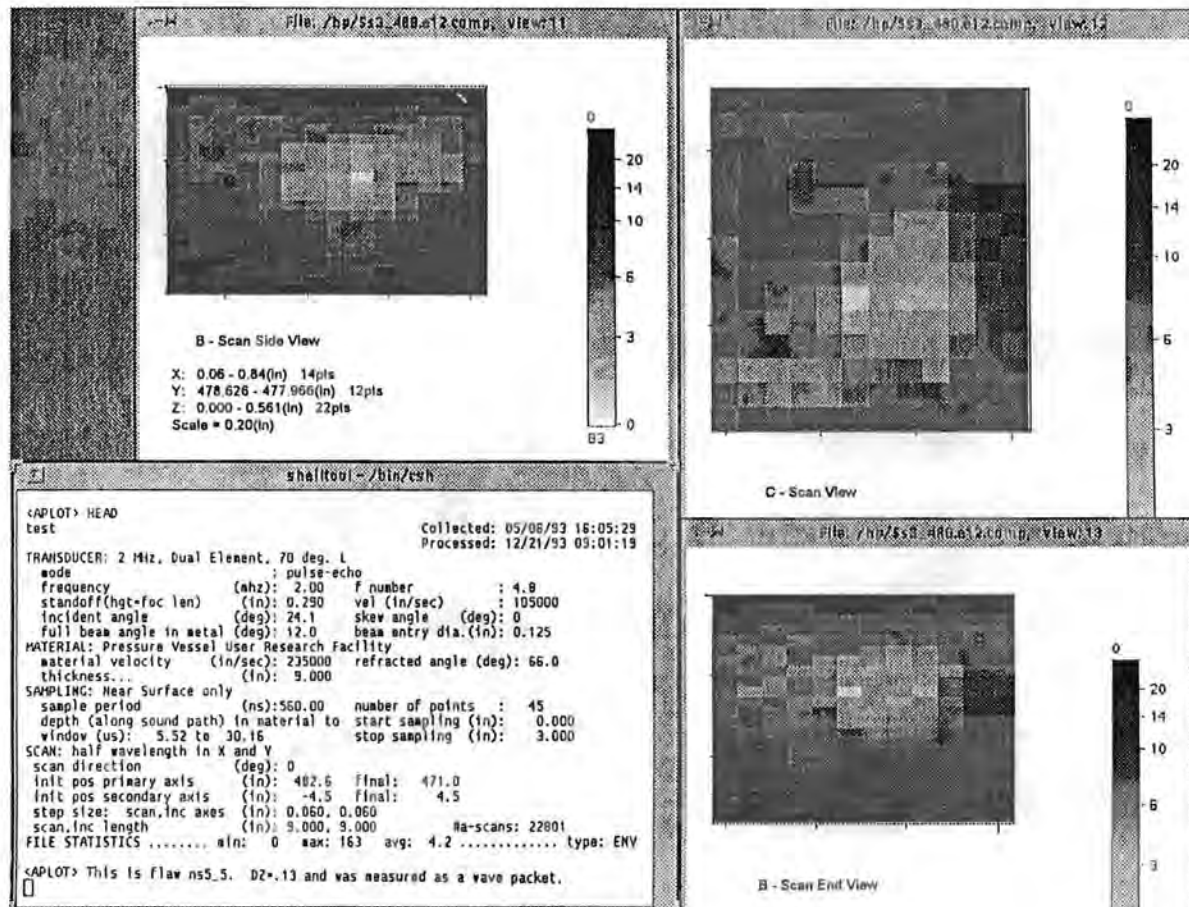 File: /hp/5s3_480.e12.comp, view:11
0
20
14
10
6
3
0
B3
B - Scan Side View
X: 0.06 - 0.84(in) 14pts
Y: 478.626 - 477.966(in) 12pts
Z: 0.000 - 0.561(in) 22pts
Scale = 0.20(in)
File: /hp/5s3_480.e12.comp, view:12
0
20
14
10
6
3
C - Scan View
shelltool - /bin/csh
<APLOT> HEAD
test Collected: 05/06/93 16:05:29
Processed: 12/21/93 09:01:19
TRANSDUCER: 2 MHz, Dual Element, 70 deg. L
mode : pulse-echo
frequency (mhz): 2.00 f number : 4.8
standoff(hgt-foc len) (in): 0.290 vel (in/sec) : 105000
incident angle (deg): 24.1 skew angle (deg): 0
full beam angle in metal (deg): 12.0 beam entry dia.(in): 0.125
MATERIAL: Pressure Vessel User Research Facility
material velocity (in/sec): 235000 refracted angle (deg): 66.0
thickness... (in): 9.000
SAMPLING: Near Surface only
sample period (ns):560.00 number of points : 45
depth (along sound path) in material to start sampling (in): 0.000
window (us): 5.52 to 30.16 stop sampling (in): 3.000
SCAN: half wavelength in X and Y
scan direction (deg): 0
init pos primary axis (in): 482.6 final: 471.0
init pos secondary axis (in): -4.5 final: 4.5
step size: scan,inc axes (in): 0.060, 0.060
scan,inc length (in): 9.000, 9.000 #a-scans: 22801
FILE STATISTICS ........ min: 0 max: 163 avg: 4.2 ............. type: ENV
<APLOT> This is flaw ns5_5. DZ=.13 and was measured as a wave packet.
File: /hp/5s3_480.e12.comp, view:13
0
20
14
10
6
3
B - Scan End View